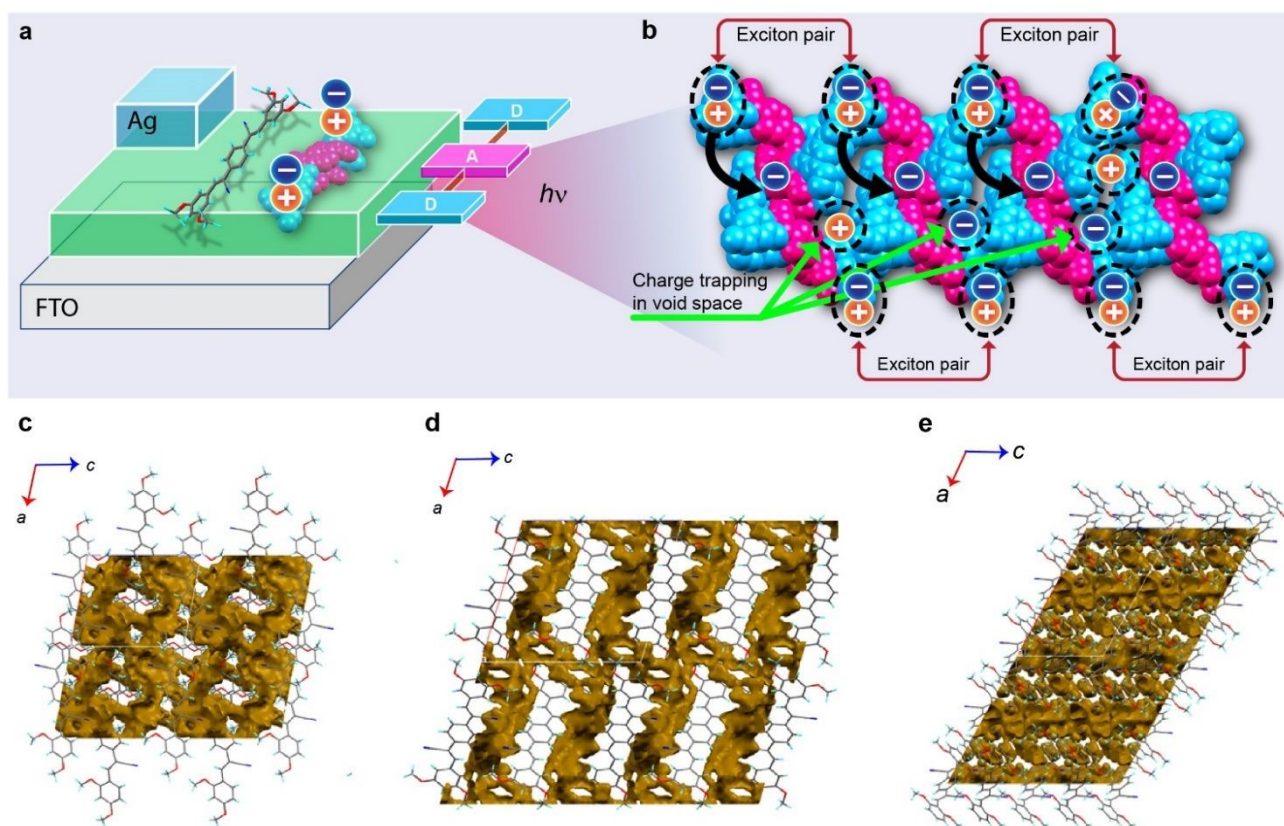 a
Ag
FTO
−
+
−
+
D
A
D
hν
b
Exciton pair
Exciton pair
−
+
−
+
−
+
−
×
−
−
−
+
−
+
−
−
Charge trapping
in void space
−
+
−
+
−
+
−
+
Exciton pair
Exciton pair
c
c
a
d
c
a
e
c
a